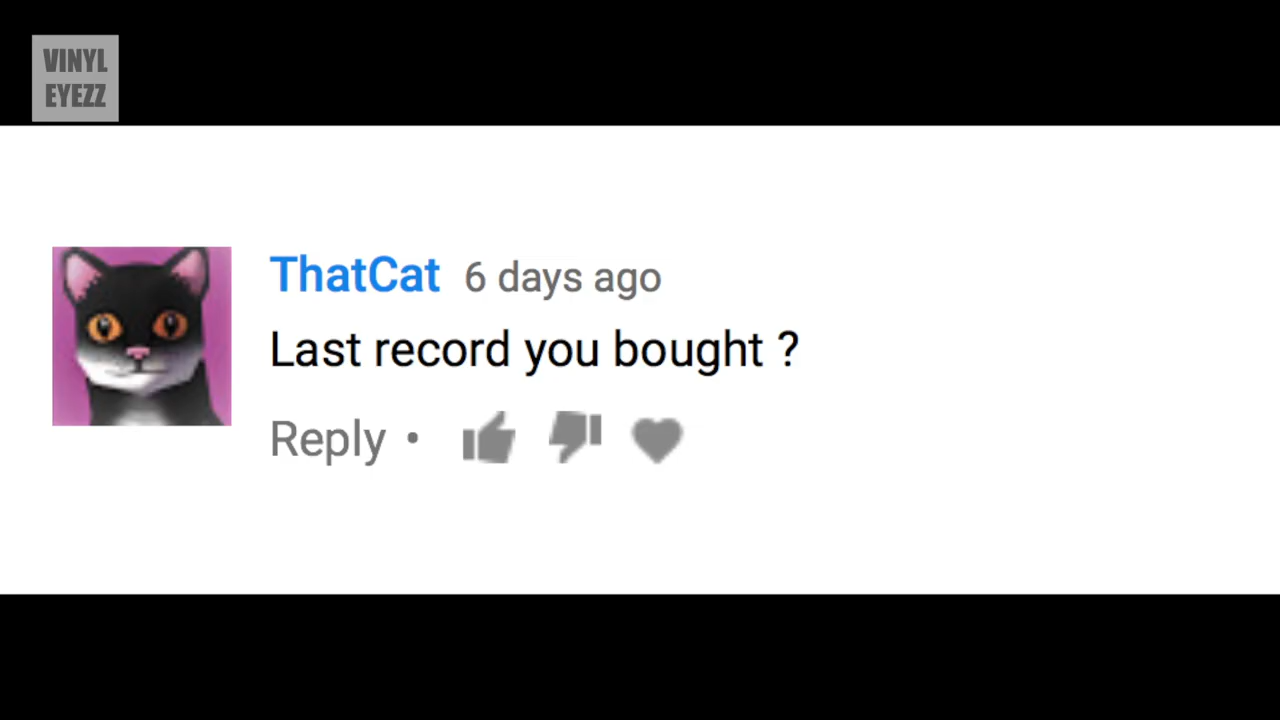 VINYL
EYEZZ
ThatCat 6 days ago
Last record you bought ?
Reply •